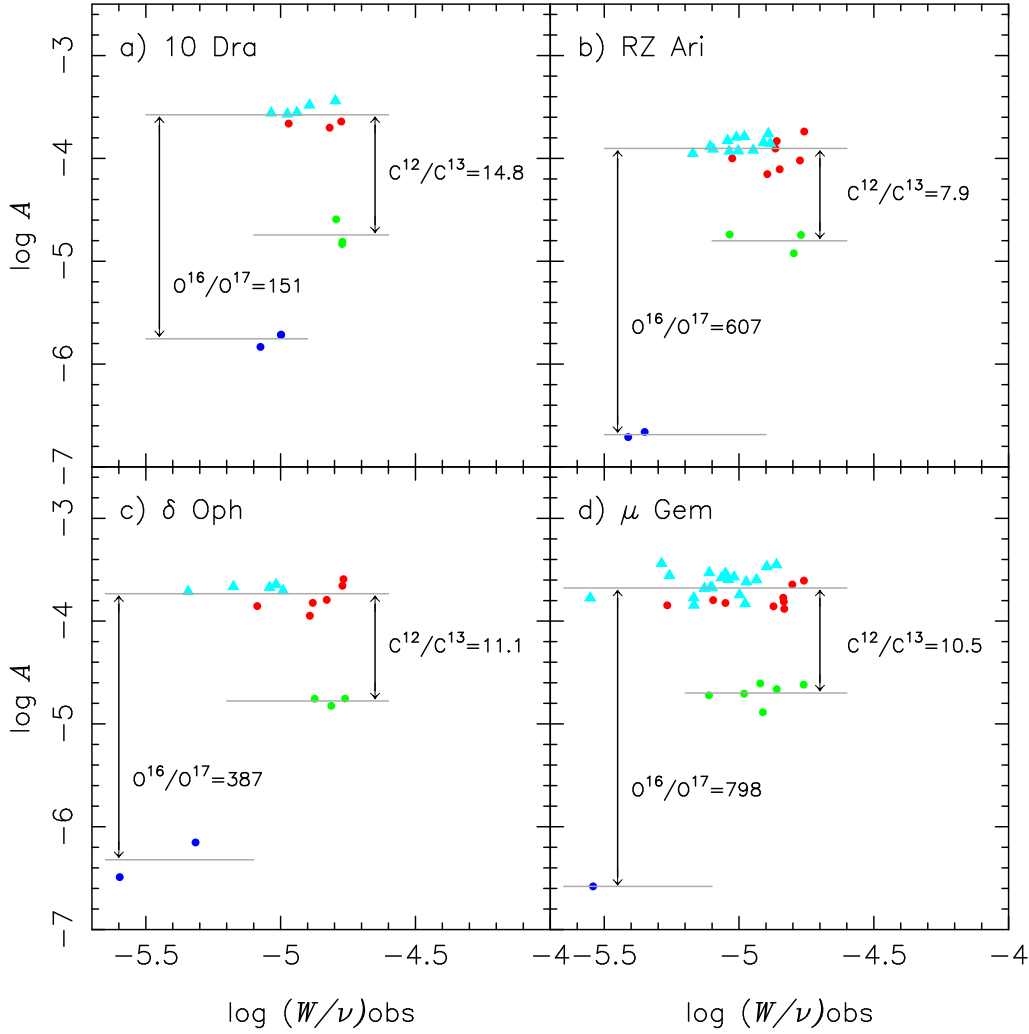 a) 10 Dra
b) RZ Ari
−3
−4
−5
−6
−7
log A
C¹²/C¹³=14.8
O¹⁶/O¹⁷=151
C¹²/C¹³=7.9
O¹⁶/O¹⁷=607
c) δ Oph
d) μ Gem
−3
−4
−5
−6
−7
log A
C¹²/C¹³=11.1
O¹⁶/O¹⁷=387
C¹²/C¹³=10.5
O¹⁶/O¹⁷=798
−5.5 −5 −4.5 −4 −5.5 −5 −4.5 −4
log (W/ν)obs
log (W/ν)obs